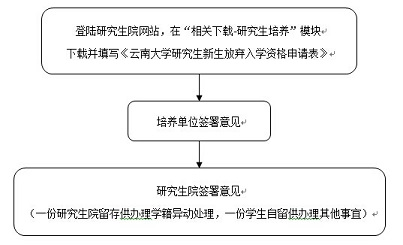 登陆研究生院网站，在“相关下载-研究生培养”模块
下载并填写《云南大学研究生新生放弃入学资格申请表》
培养单位签署意见
研究生院签署意见
（一份研究生院留存供办理学籍异动处理，一份学生自留供办理其他事宜）